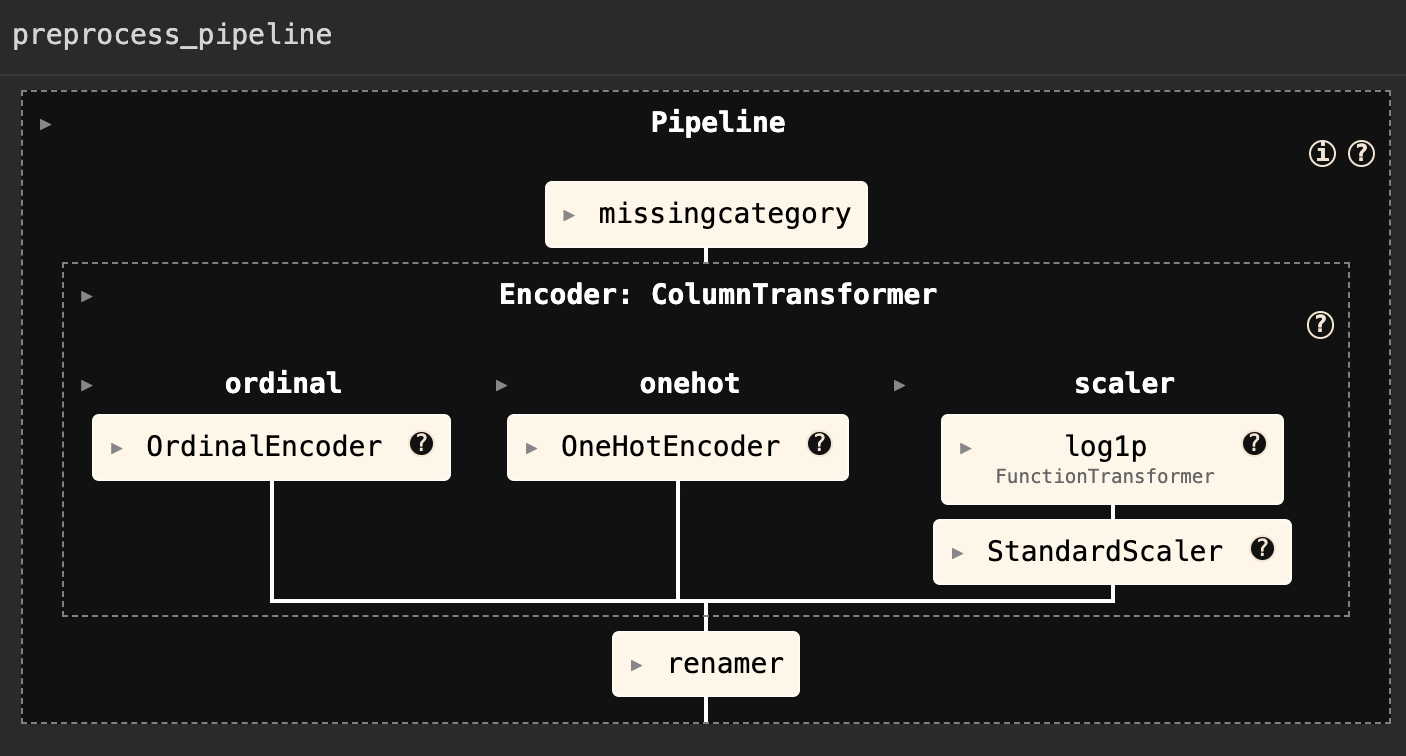 preprocess_pipeline
Pipeline
i ?
missingcategory
Encoder: ColumnTransformer
?
ordinal onehot scaler
OrdinalEncoder ? OneHotEncoder ? log1p ?
FunctionTransformer
StandardScaler ?
renamer